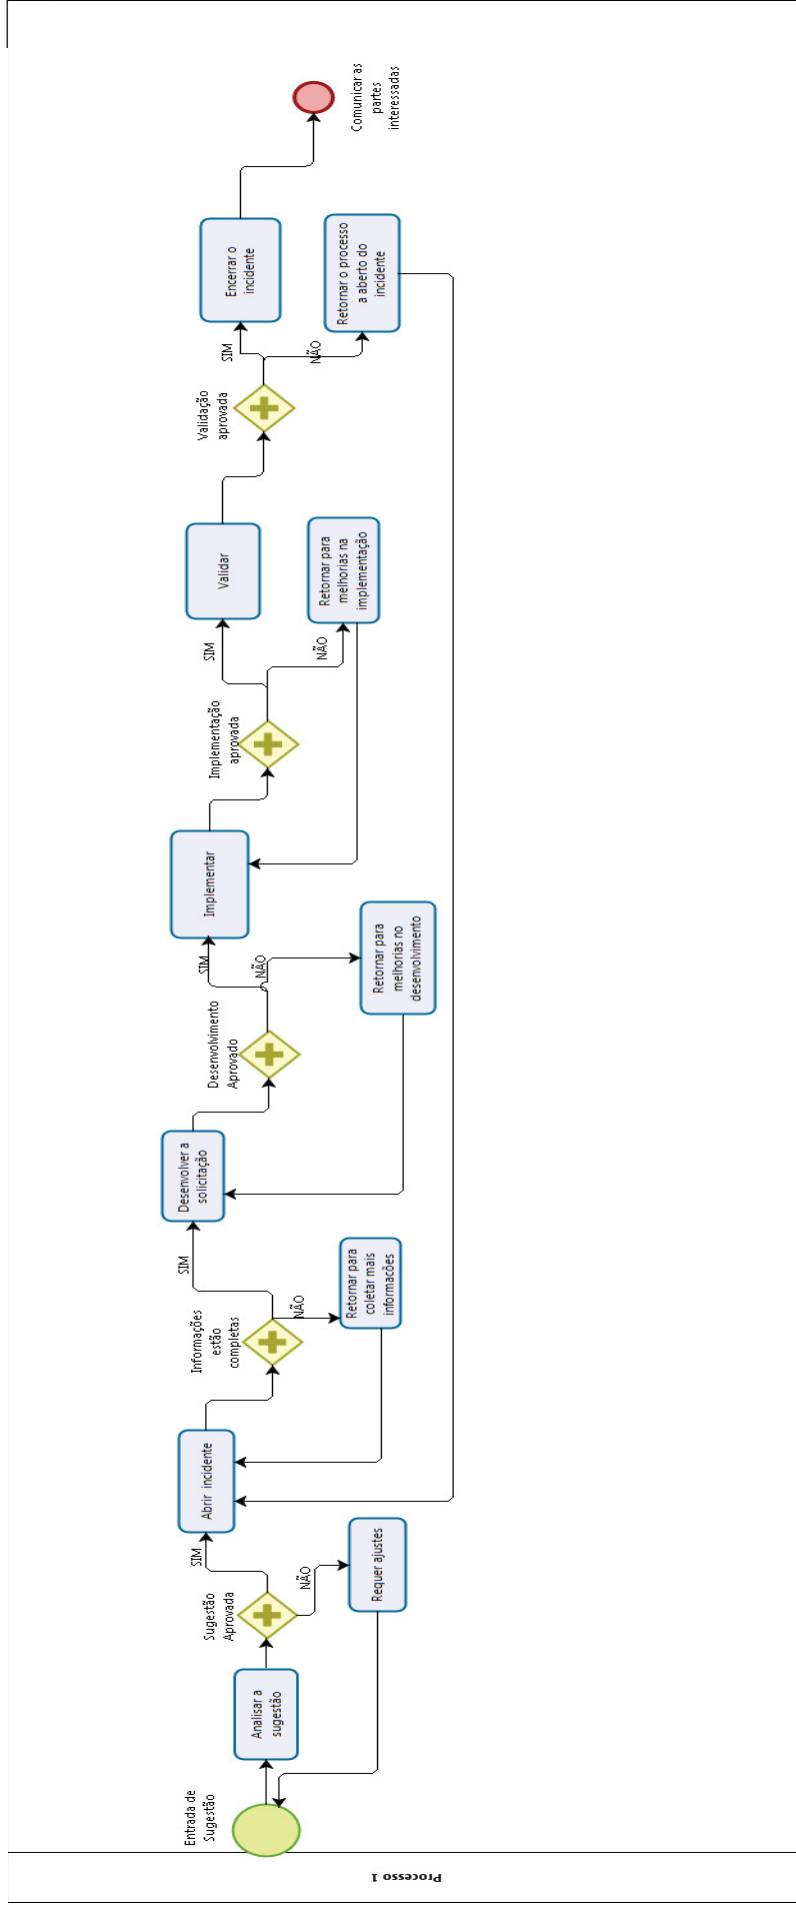 Processo 1
Entrada de
Sugestão
Analisar a
sugestão
Sugestão
Aprovada
SIM
NÃO
Requer ajustes
Abrir incidente
Informações
estão
completas
SIM
NÃO
Retornar para
coletar mais
informacões
Desenvolver a
solicitação
Desenvolvimento
Aprovado
SIM
NÃO
Retornar para
melhorias no
desenvolvimento
Implementar
Implementação
aprovada
SIM
NÃO
Retornar para
melhorias na
implementação
Validar
Validação
aprovada
SIM
NÃO
Encerrar o
incidente
Retornar o processo
a aberto do
incidente
Comunicar as
partes
interessadas